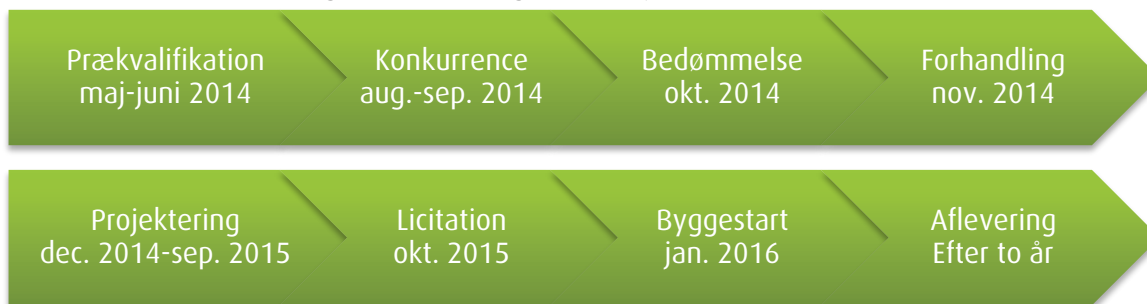 Prækvalifikation
maj-juni 2014
Konkurrence
aug.-sep. 2014
Bedømmelse
okt. 2014
Forhandling
nov. 2014
Projektering
dec. 2014-sep. 2015
Licitation
okt. 2015
Byggestart
jan. 2016
Aflevering
Efter to år